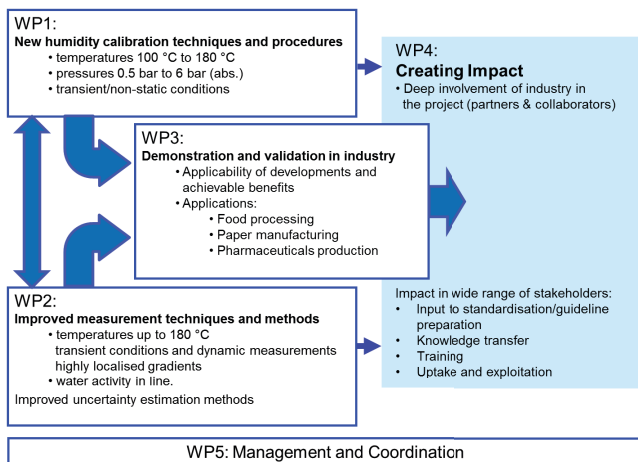 WP1:
New humidity calibration techniques and procedures
• temperatures 100 °C to 180 °C
• pressures 0.5 bar to 6 bar (abs.)
• transient/non-static conditions
WP4:
Creating Impact
• Deep involvement of industry in
the project (partners & collaborators)
WP3:
Demonstration and validation in industry
• Applicability of developments and
achievable benefits
• Applications:
• Food processing
• Paper manufacturing
• Pharmaceuticals production
WP2:
Improved measurement techniques and methods
• temperatures up to 180 °C
transient conditions and dynamic measurements
highly localised gradients
• water activity in line.
Improved uncertainty estimation methods
Impact in wide range of stakeholders:
• Input to standardisation/guideline
preparation
• Knowledge transfer
• Training
• Uptake and exploitation
WP5: Management and Coordination